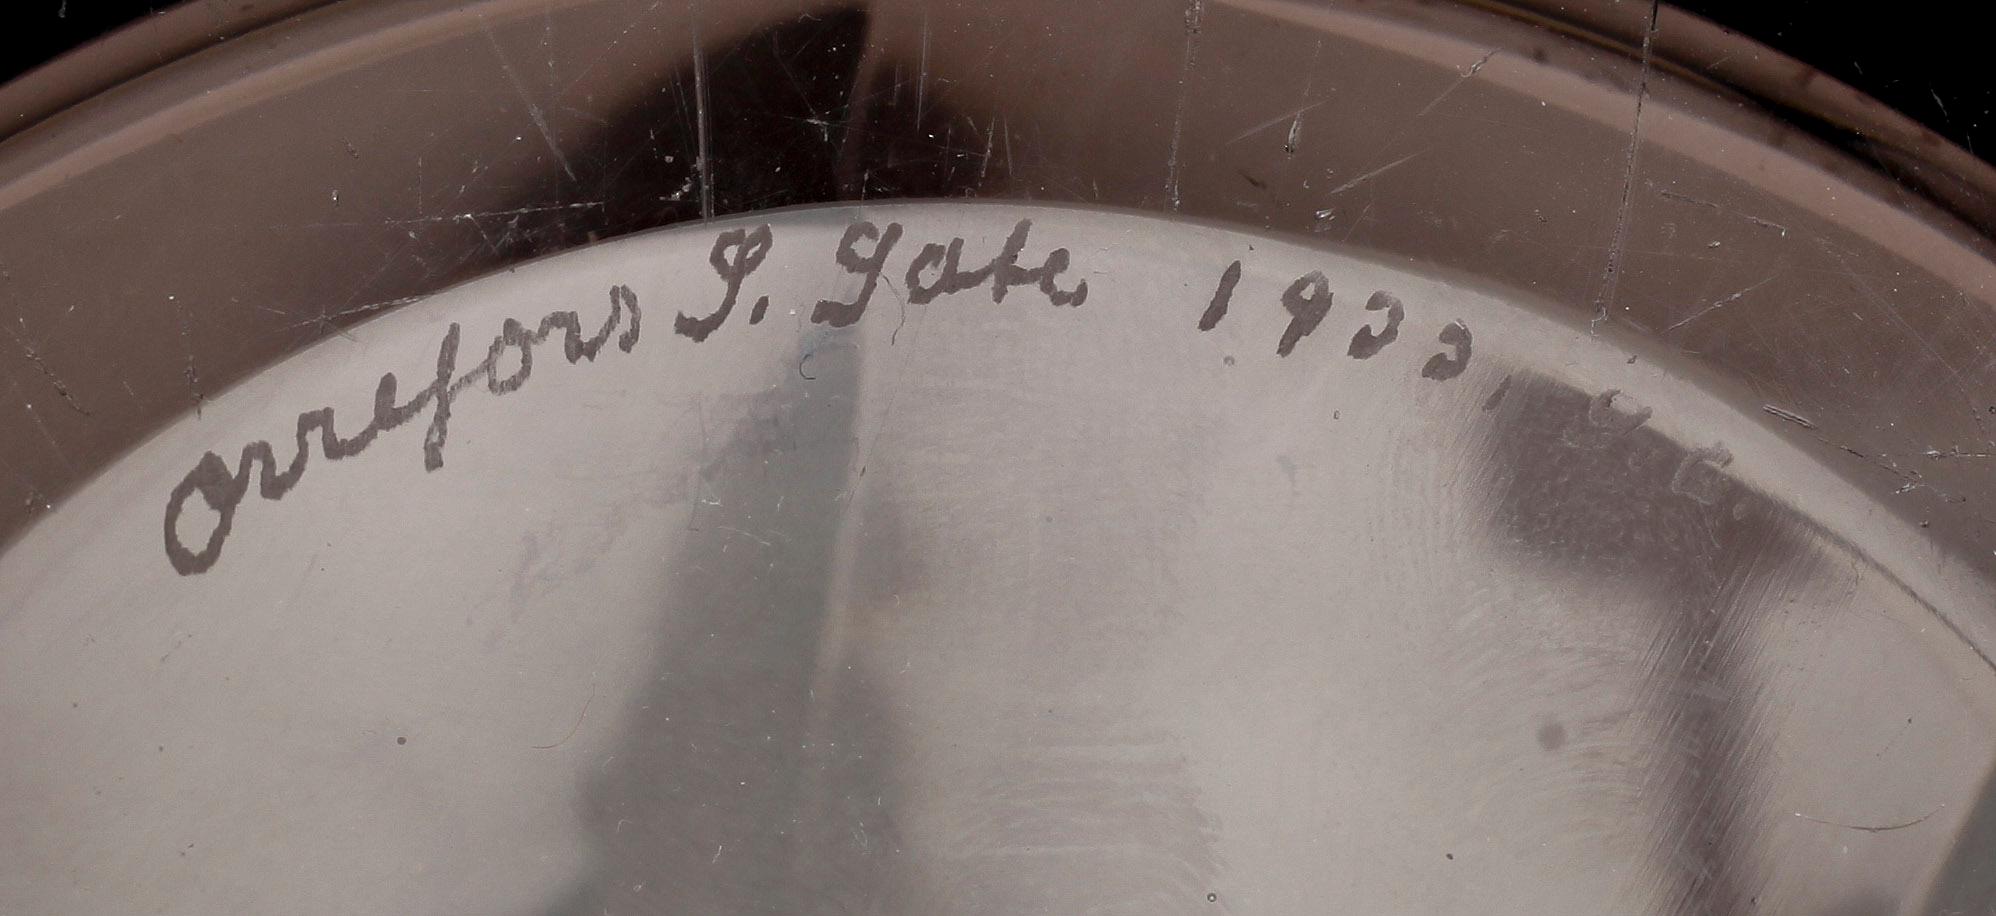 Orrefors S. Gate 1933.